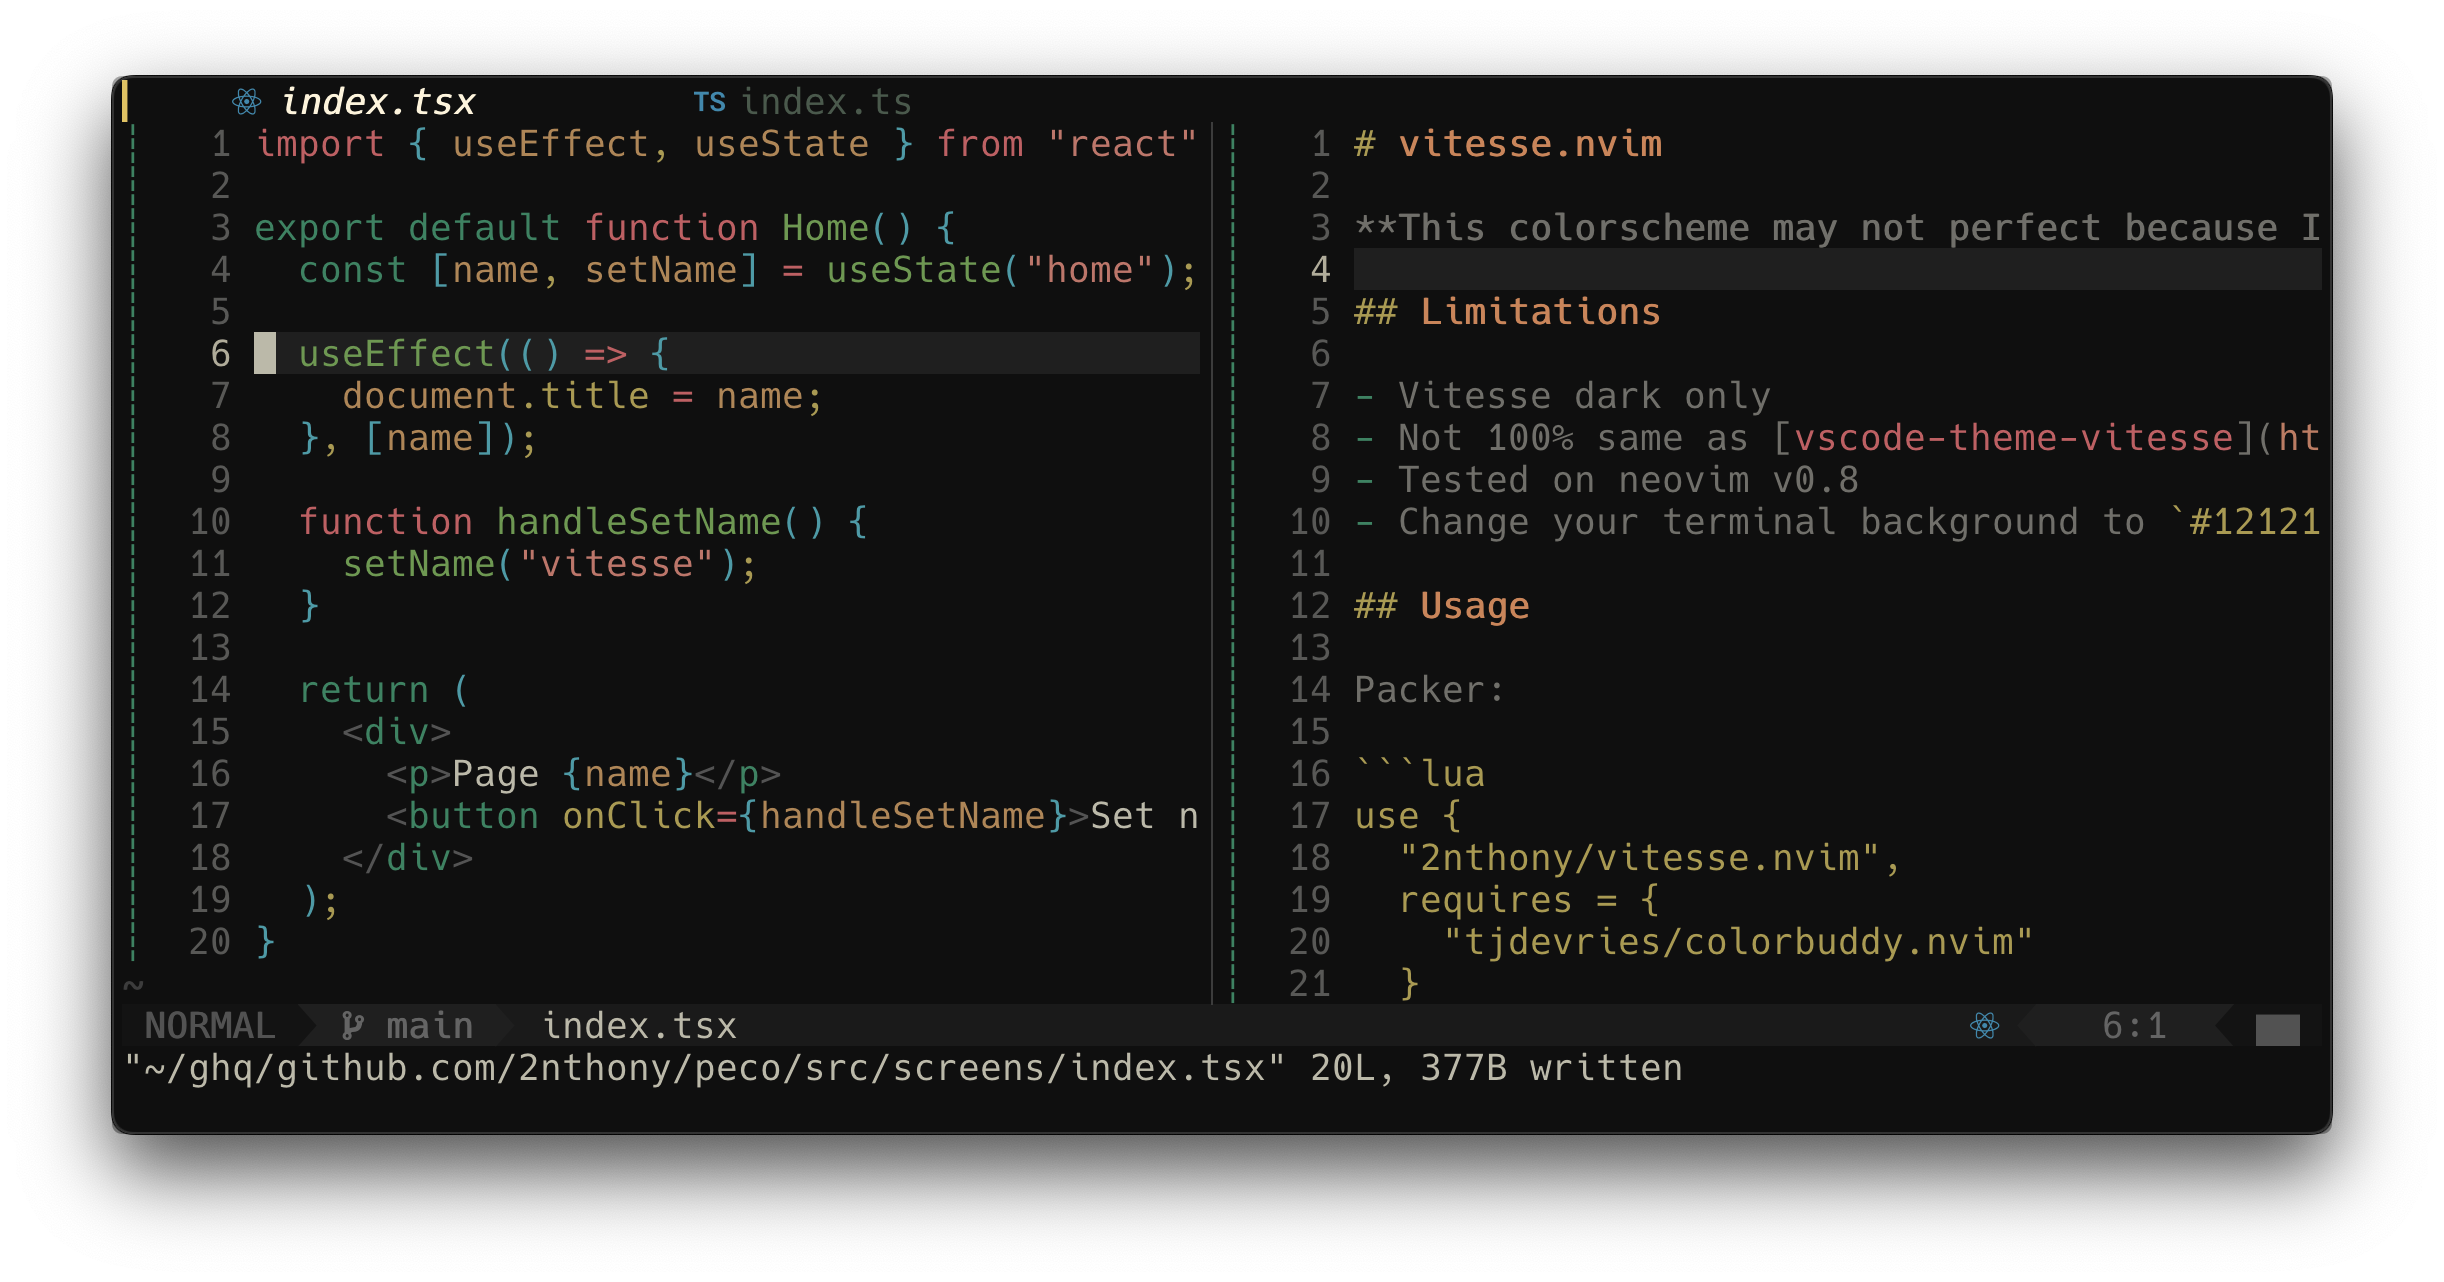 index.tsx TS index.ts
1 import { useEffect, useState } from "react"
2
3 export default function Home() {
4   const [name, setName] = useState("home");
5
6   useEffect(() => {
7     document.title = name;
8   }, [name]);
9
10   function handleSetName() {
11     setName("vitesse");
12   }
13
14   return (
15     <div>
16       <p>Page {name}</p>
17       <button onClick={handleSetName}>Set n
18     </div>
19   );
20 }
~
1 # vitesse.nvim
2
3 **This colorscheme may not perfect because I
4
5 ## Limitations
6
7 - Vitesse dark only
8 - Not 100% same as [vscode-theme-vitesse](ht
9 - Tested on neovim v0.8
10 - Change your terminal background to `#12121
11
12 ## Usage
13
14 Packer:
15
16 ```lua
17 use {
18   "2nthony/vitesse.nvim",
19   requires = {
20     "tjdevries/colorbuddy.nvim"
21   }
NORMAL main index.tsx 6:1
"~/ghq/github.com/2nthony/peco/src/screens/index.tsx" 20L, 377B written